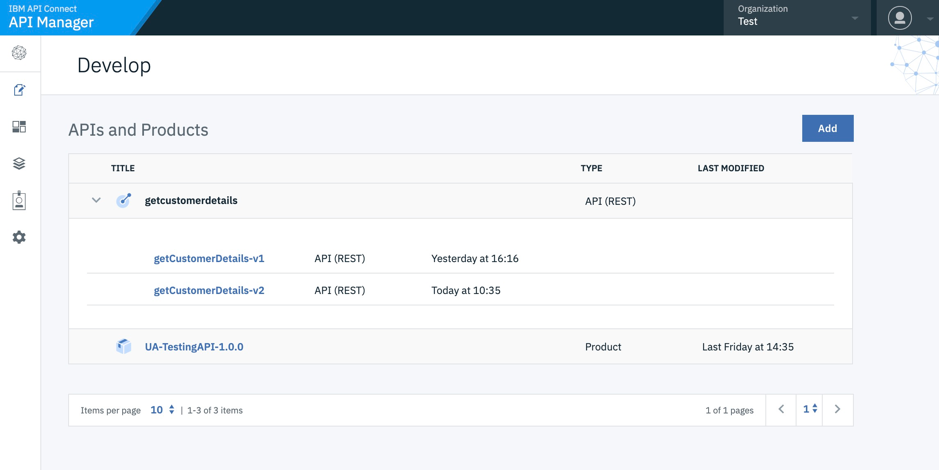 IBM API Connect
API Manager
Organization
Test
Develop
APIs and Products
Add
TITLE TYPE LAST MODIFIED
getcustomerdetails API (REST)
getCustomerDetails-v1 API (REST) Yesterday at 16:16
getCustomerDetails-v2 API (REST) Today at 10:35
UA-TestingAPI-1.0.0 Product Last Friday at 14:35
Items per page 10 | 1-3 of 3 items 1 of 1 pages 1